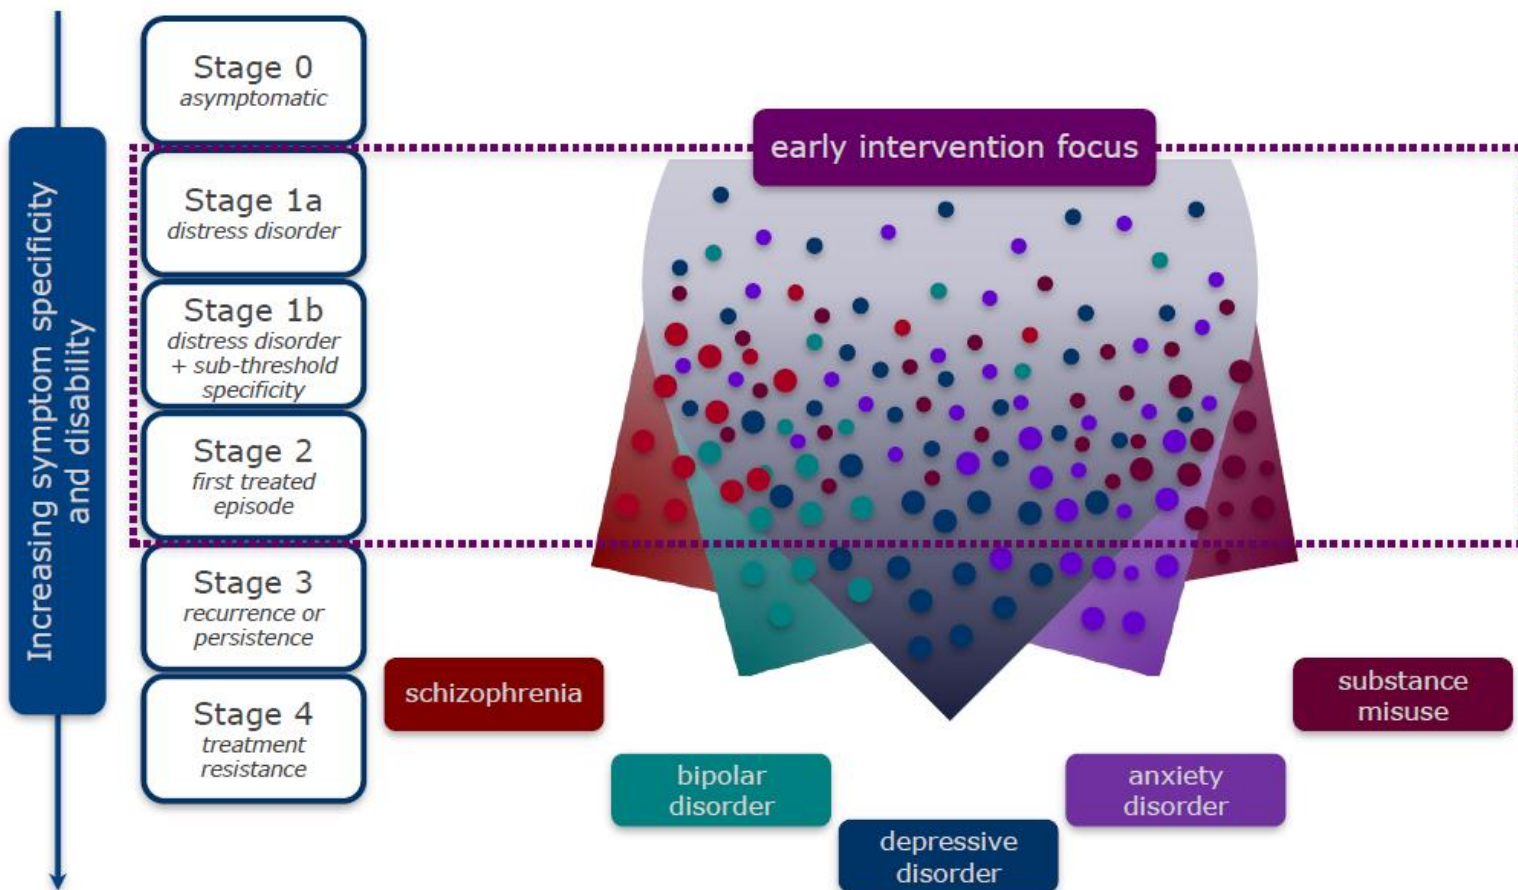 Increasing symptom specificity
and disability
Stage 0
asymptomatic
Stage 1a
distress disorder
Stage 1b
distress disorder
+ sub-threshold
specificity
Stage 2
first treated
episode
Stage 3
recurrence or
persistence
Stage 4
treatment
resistance
early intervention focus
schizophrenia
bipolar
disorder
depressive
disorder
anxiety
disorder
substance
misuse